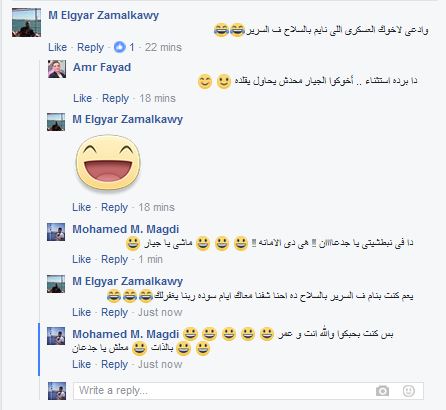 M Elgyar Zamalkawy
وادعى لاخوك العسكرى اللى نايم بالسلاح ف السرير😂😂
Like · Reply · 1 · 22 mins
Amr Fayad
دا برده استثناء .. أخوكوا الجيار محدش يحاول يقلده 😊 😆
Like · Reply · 18 mins
M Elgyar Zamalkawy
Like · Reply · 18 mins
Mohamed M. Magdi
دا فى نبطشيتي يا جدعاااان !! هى دى الامانه !! 😀 😀 😀 ماشى يا جيار 😀
Like · Reply · 1 min
M Elgyar Zamalkawy
يعم كنت بنام ف السرير بالسلاح ده احنا شفنا معاك ايام سوده ربنا يغفرلك😂😂😂
Like · Reply · Just now
Mohamed M. Magdi 😀 😀 😀 😀 😀 بس كنت بحبكوا والله انت و عمر
بالذات 😀 معلش يا جدعان 😀 😀
Like · Reply · Just now
Write a reply...